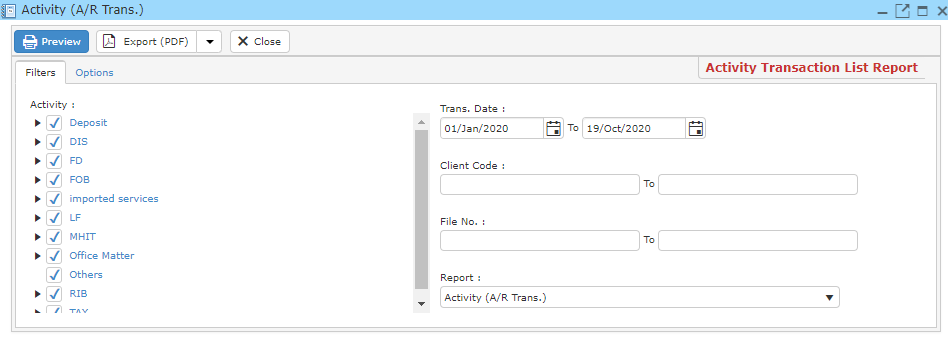 Activity (A/R Trans.)
Preview
Export (PDF)
Close
Filters
Options
Activity Transaction List Report
Activity :
Deposit
DIS
FD
FOB
imported services
LF
MHIT
Office Matter
Others
RIB
TAX
Trans. Date :
01/Jan/2020 To 19/Oct/2020
Client Code :
To
File No. :
To
Report :
Activity (A/R Trans.)